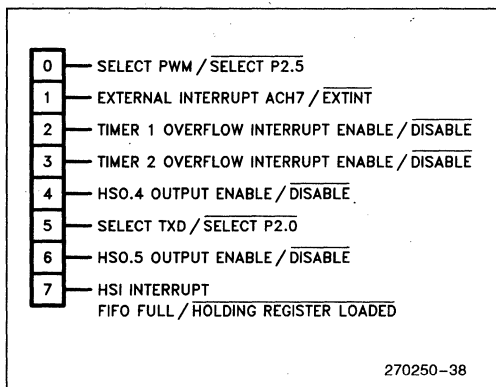 0 SELECT PWM / SELECT P2.5
1 EXTERNAL INTERRUPT ACH7 / EXTINT
2 TIMER 1 OVERFLOW INTERRUPT ENABLE / DISABLE
3 TIMER 2 OVERFLOW INTERRUPT ENABLE / DISABLE
4 HSO.4 OUTPUT ENABLE / DISABLE
5 SELECT TXD / SELECT P2.0
6 HSO.5 OUTPUT ENABLE / DISABLE
7 HSI INTERRUPT
FIFO FULL / HOLDING REGISTER LOADED
270250-38